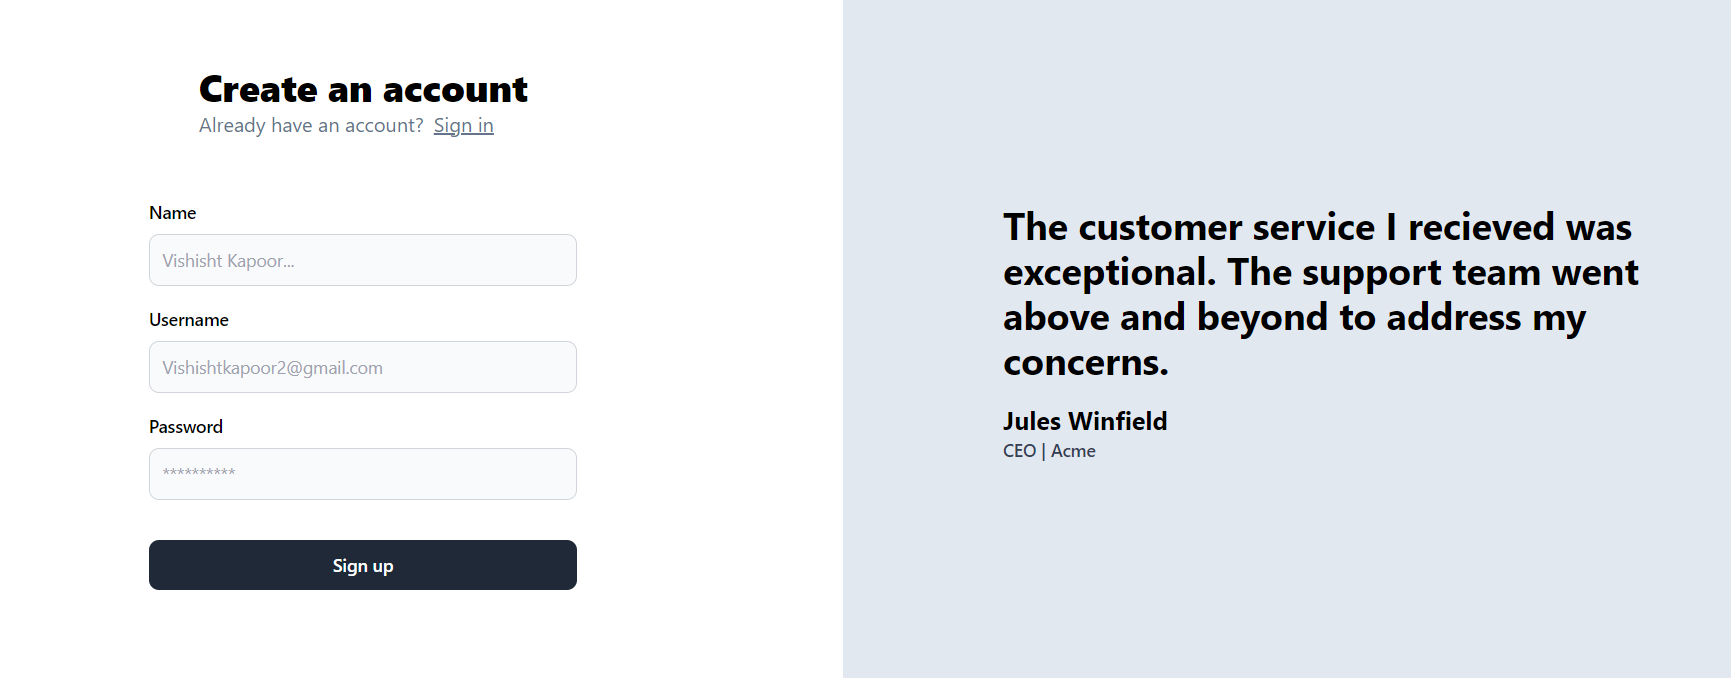 Create an account
Already have an account? Sign in
Name
Vishisht Kapoor...
Username
Vishishtkapoor2@gmail.com
Password
**********
Sign up
The customer service I recieved was
exceptional. The support team went
above and beyond to address my
concerns.
Jules Winfield
CEO | Acme